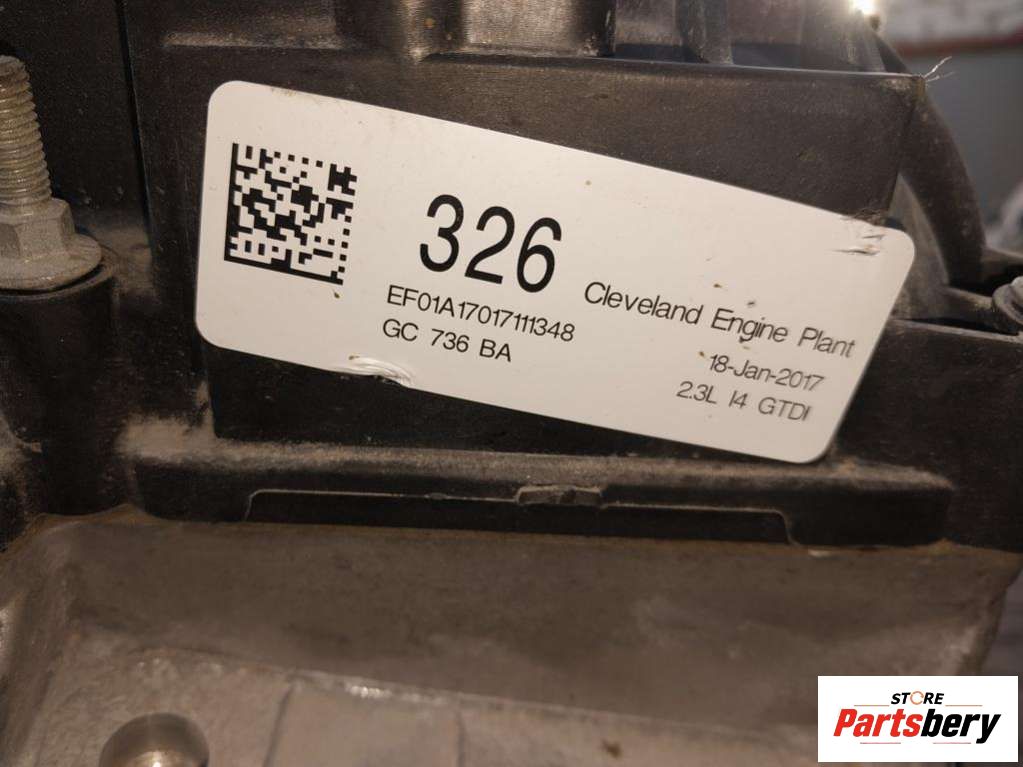 326
EF01A17017111348
GC 736 BA
Cleveland Engine Plant
18-Jan-2017
2.3L I4 GTDI
STORE
Partsbery